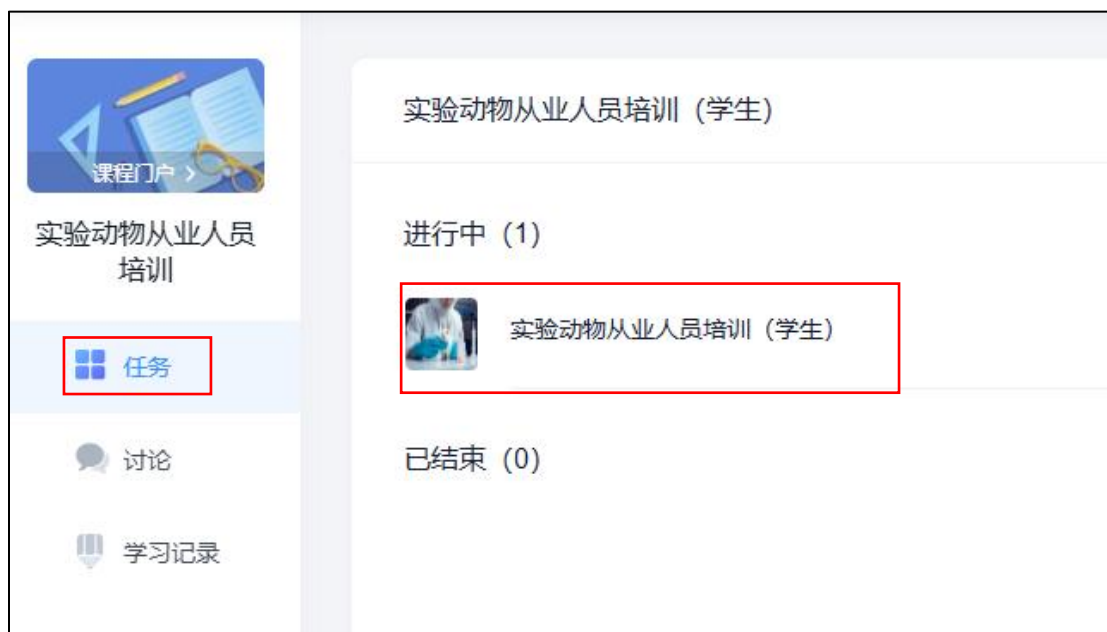 课程门户 >
实验动物从业人员
培训
任务
讨论
学习记录
实验动物从业人员培训（学生）
进行中（1）
实验动物从业人员培训（学生）
已结束（0）